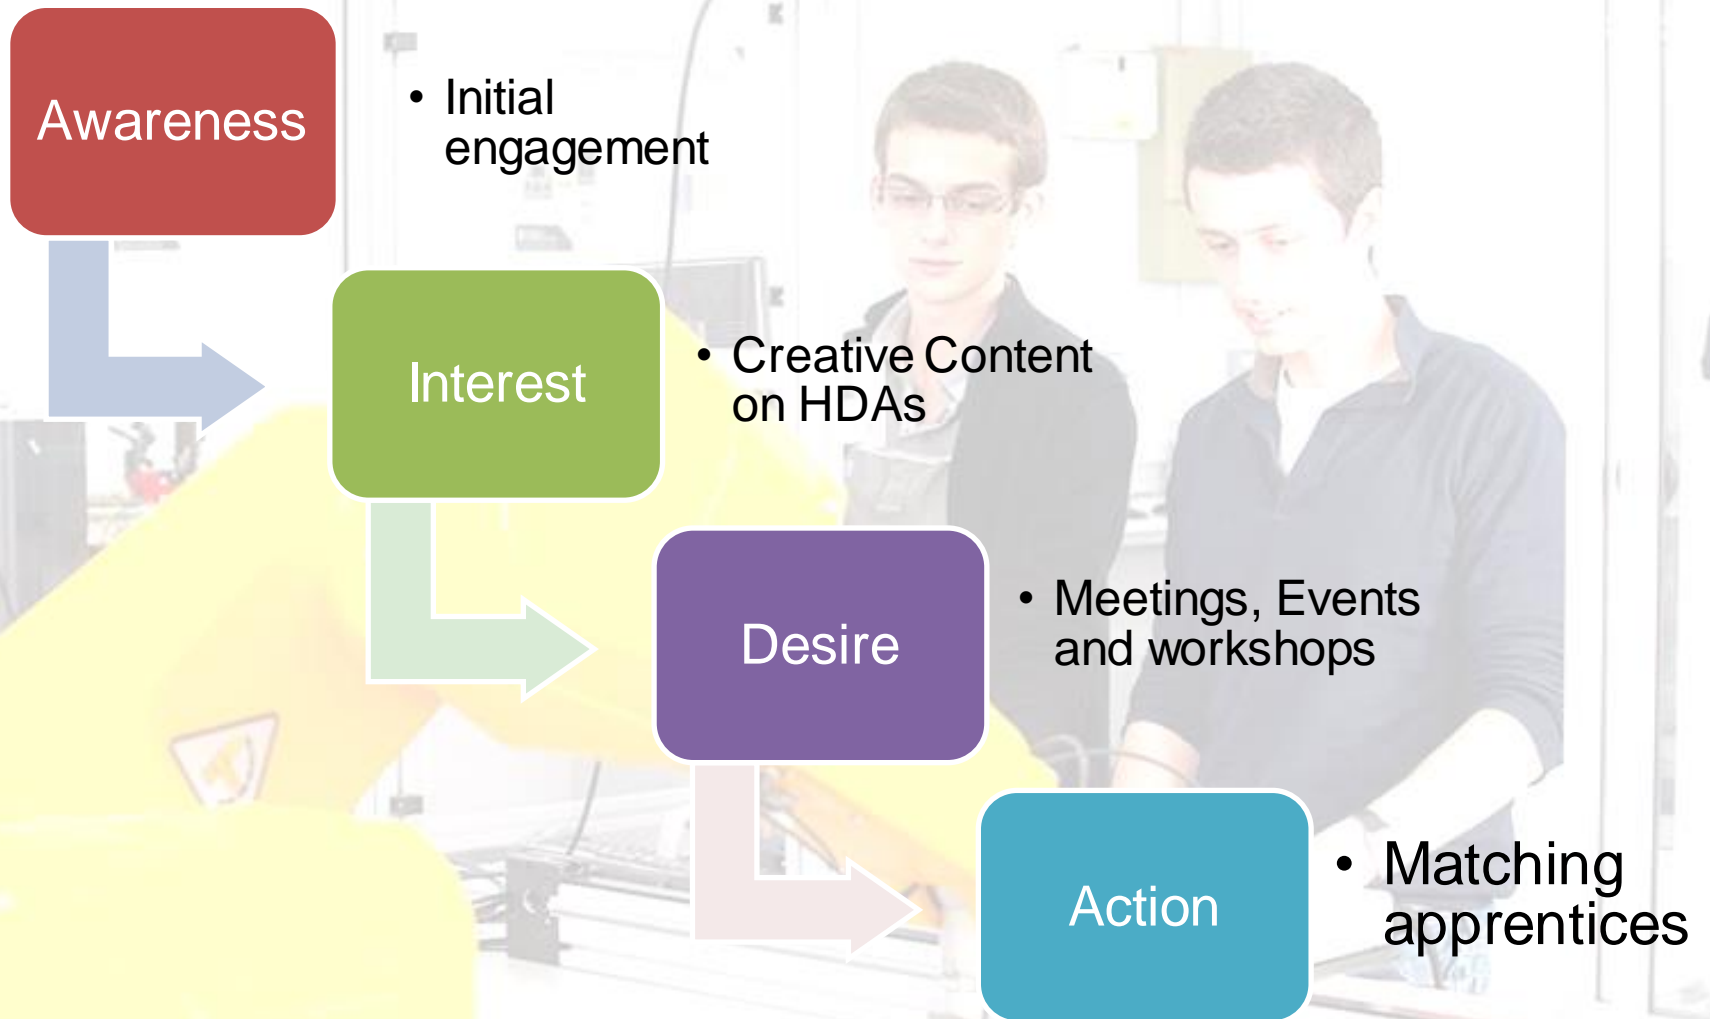 Awareness
• Initial
engagement
Interest
• Creative Content
on HDAs
Desire
• Meetings, Events
and workshops
Action
• Matching
apprentices